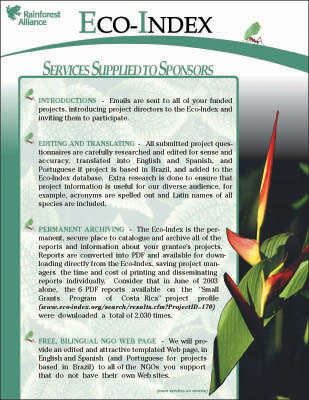 Rainforest
Alliance
ECO-INDEX
SERVICES SUPPLIED TO SPONSORS
INTRODUCTIONS - Emails are sent to all of your funded
projects, introducing project directors to the Eco-Index and
inviting them to participate.
EDITING AND TRANSLATING - All submitted project ques-
tionnaires are carefully researched and edited for sense and
accuracy, translated into English and Spanish, and
Portuguese if project is based in Brazil, and added to the
Eco-Index database. Extra research is done to ensure that
project information is useful for our diverse audience, for
example, acronyms are spelled out and Latin names of all
species are included.
PERMANENT ARCHIVING - The Eco-Index is the per-
manent, secure place to catalogue and archive all of the
reports and information about your grantee's projects.
Reports are converted into PDF and available for down-
loading directly from the Eco-Index, saving project man-
agers the time and cost of printing and disseminating
reports individually. Consider that in June of 2003
alone, the 6 PDF reports available on the "Small
Grants Program of Costa Rica" project profile
(www.eco-index.org/search/results.cfm?ProjectID=170)
were downloaded a total of 2,030 times.
FREE, BILINGUAL NGO WEB PAGE - We will pro-
vide an edited and attractive templated Web page, in
English and Spanish (and Portuguese for projects
based in Brazil) to all of the NGOs you support
that do not have their own Web sites.
(more services on reverse)